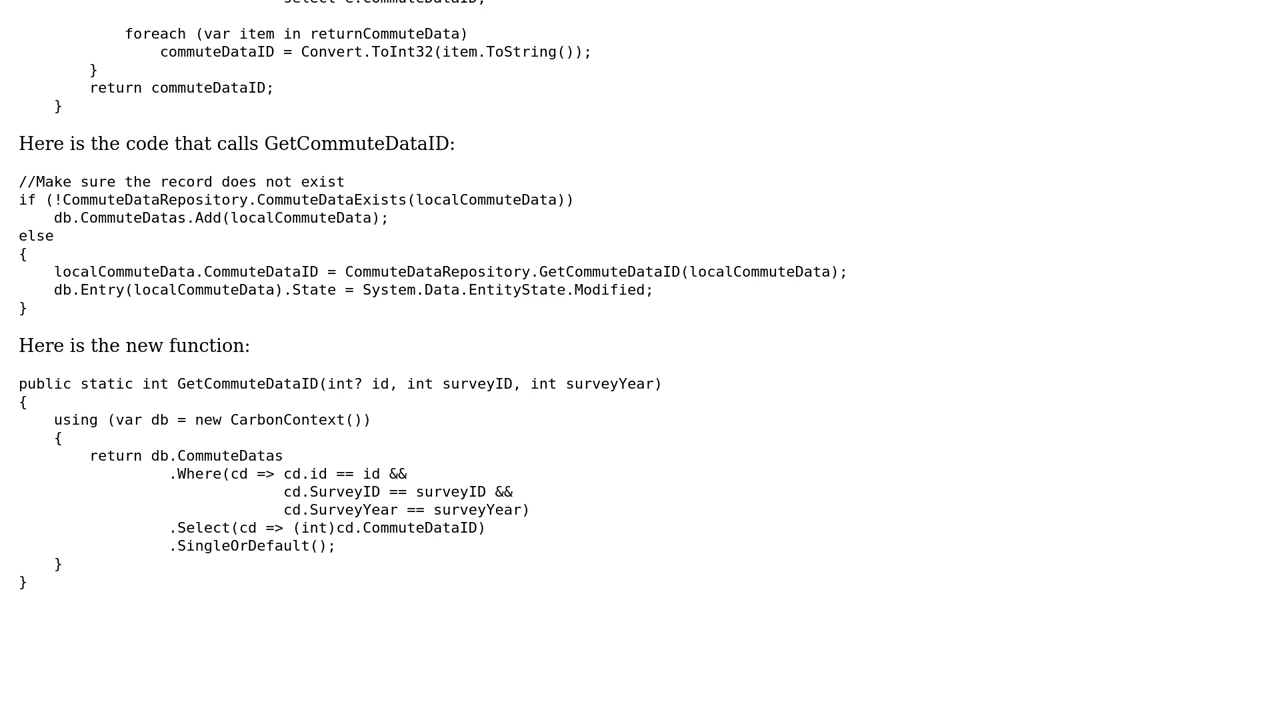 select c.CommuteDataID;
foreach (var item in returnCommuteData)
commuteDataID = Convert.ToInt32(item.ToString());
}
return commuteDataID;
}
Here is the code that calls GetCommuteDataID:
//Make sure the record does not exist
if (!CommuteDataRepository.CommuteDataExists(localCommuteData))
db.CommuteDatas.Add(localCommuteData);
else
{
localCommuteData.CommuteDataID = CommuteDataRepository.GetCommuteDataID(localCommuteData);
db.Entry(localCommuteData).State = System.Data.EntityState.Modified;
}
Here is the new function:
public static int GetCommuteDataID(int? id, int surveyID, int surveyYear)
{
using (var db = new CarbonContext())
{
return db.CommuteDatas
.Where(cd => cd.id == id &&
cd.SurveyID == surveyID &&
cd.SurveyYear == surveyYear)
.Select(cd => (int)cd.CommuteDataID)
.SingleOrDefault();
}
}